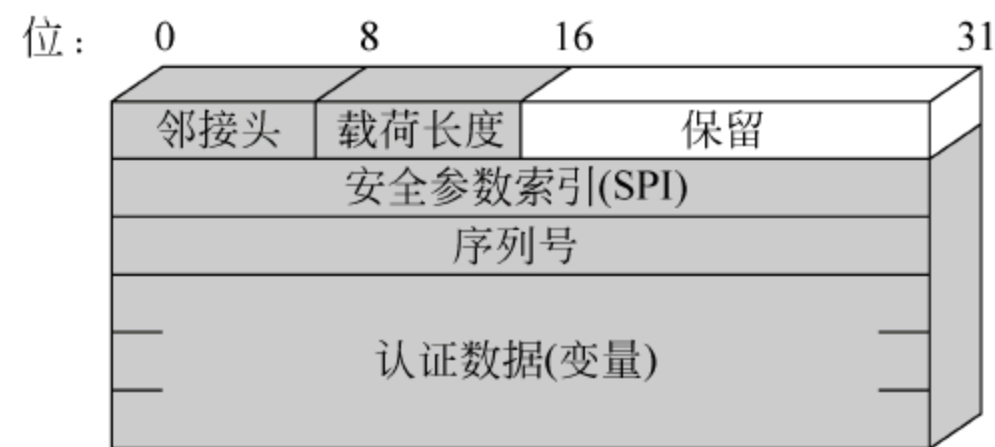 位： 0 8 16 31
邻接头 载荷长度 保留
安全参数索引(SPI)
序列号
认证数据(变量)